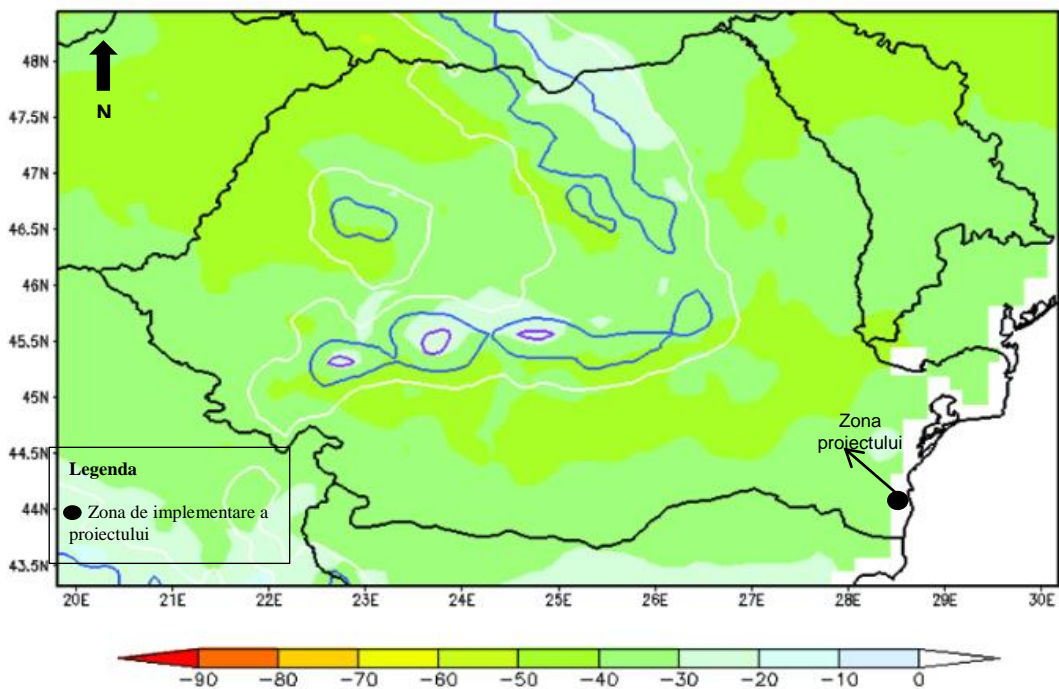 48N
47.5N
47N
46.5N
46N
45.5N
45N
44.5N
44N
43.5N
N
Zona
proiectului
Legenda
Zona de implementare a
proiectului
20E 21E 22E 23E 24E 25E 26E 27E 28E 29E 30E
-90 -80 -70 -60 -50 -40 -30 -20 -10 0